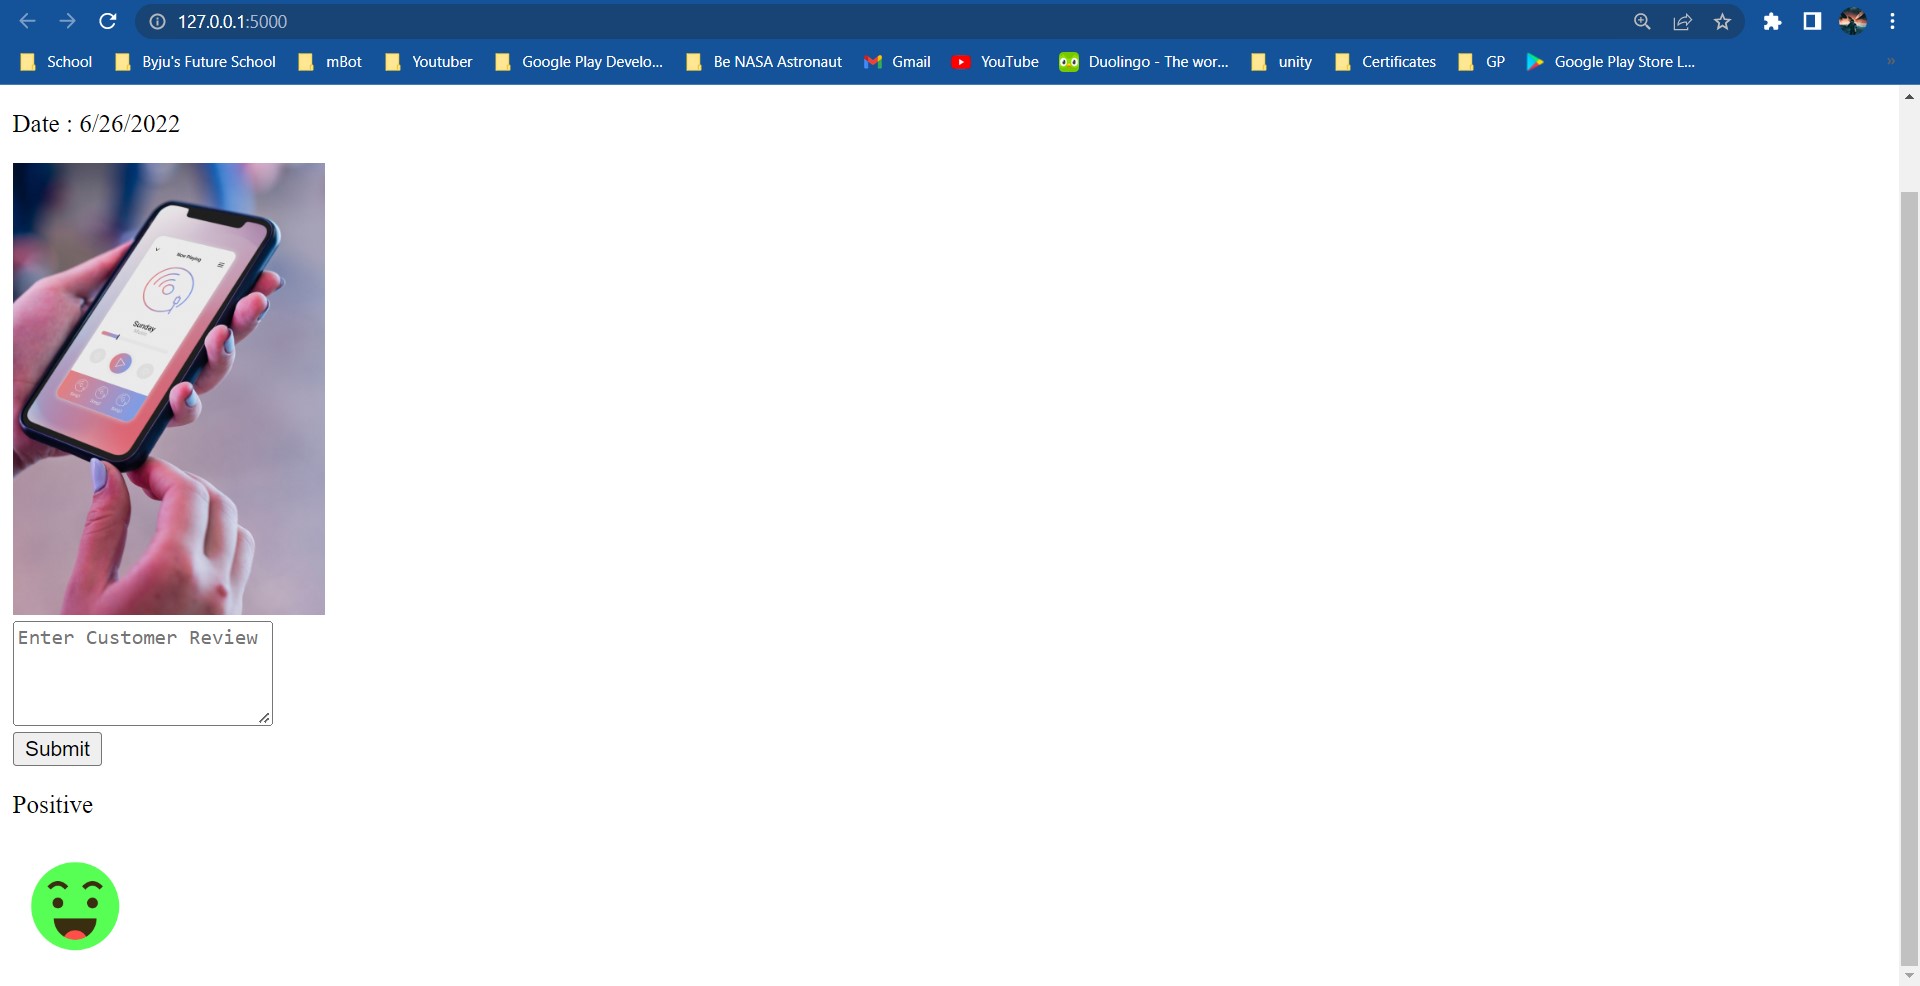 127.0.0.1:5000
School Byju's Future School mBot Youtuber Google Play Develo... Be NASA Astronaut Gmail YouTube Duolingo - The wor... unity Certificates GP Google Play Store L... »
Date : 6/26/2022
Now Playing
Sunday
Enter Customer Review
Submit
Positive